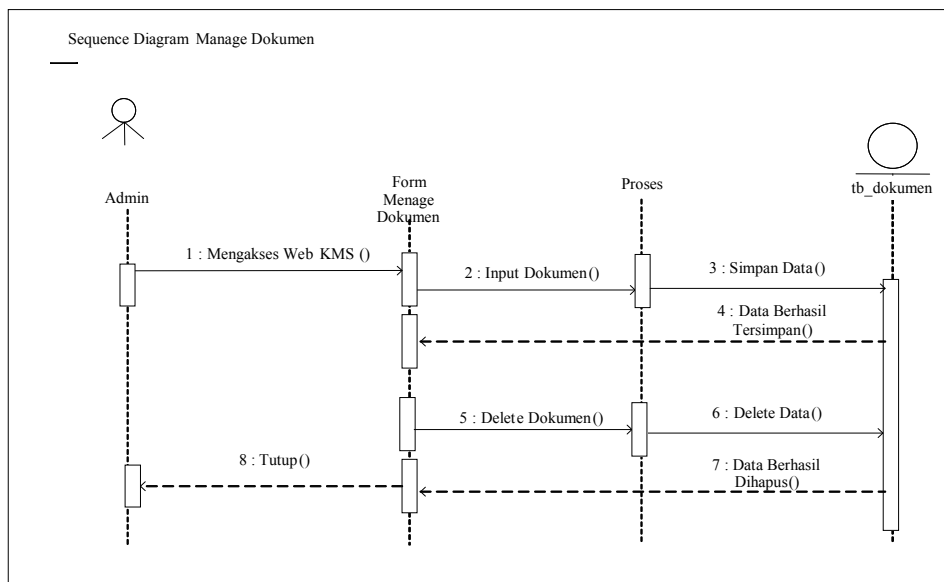 Sequence Diagram Manage Dokumen
Admin
Form
Menage
Dokumen
Proses
tb_dokumen
1 : Mengakses Web KMS ()
2 : Input Dokumen()
3 : Simpan Data()
4 : Data Berhasil
Tersimpan()
5 : Delete Dokumen()
6 : Delete Data()
7 : Data Berhasil
Dihapus()
8 : Tutup()